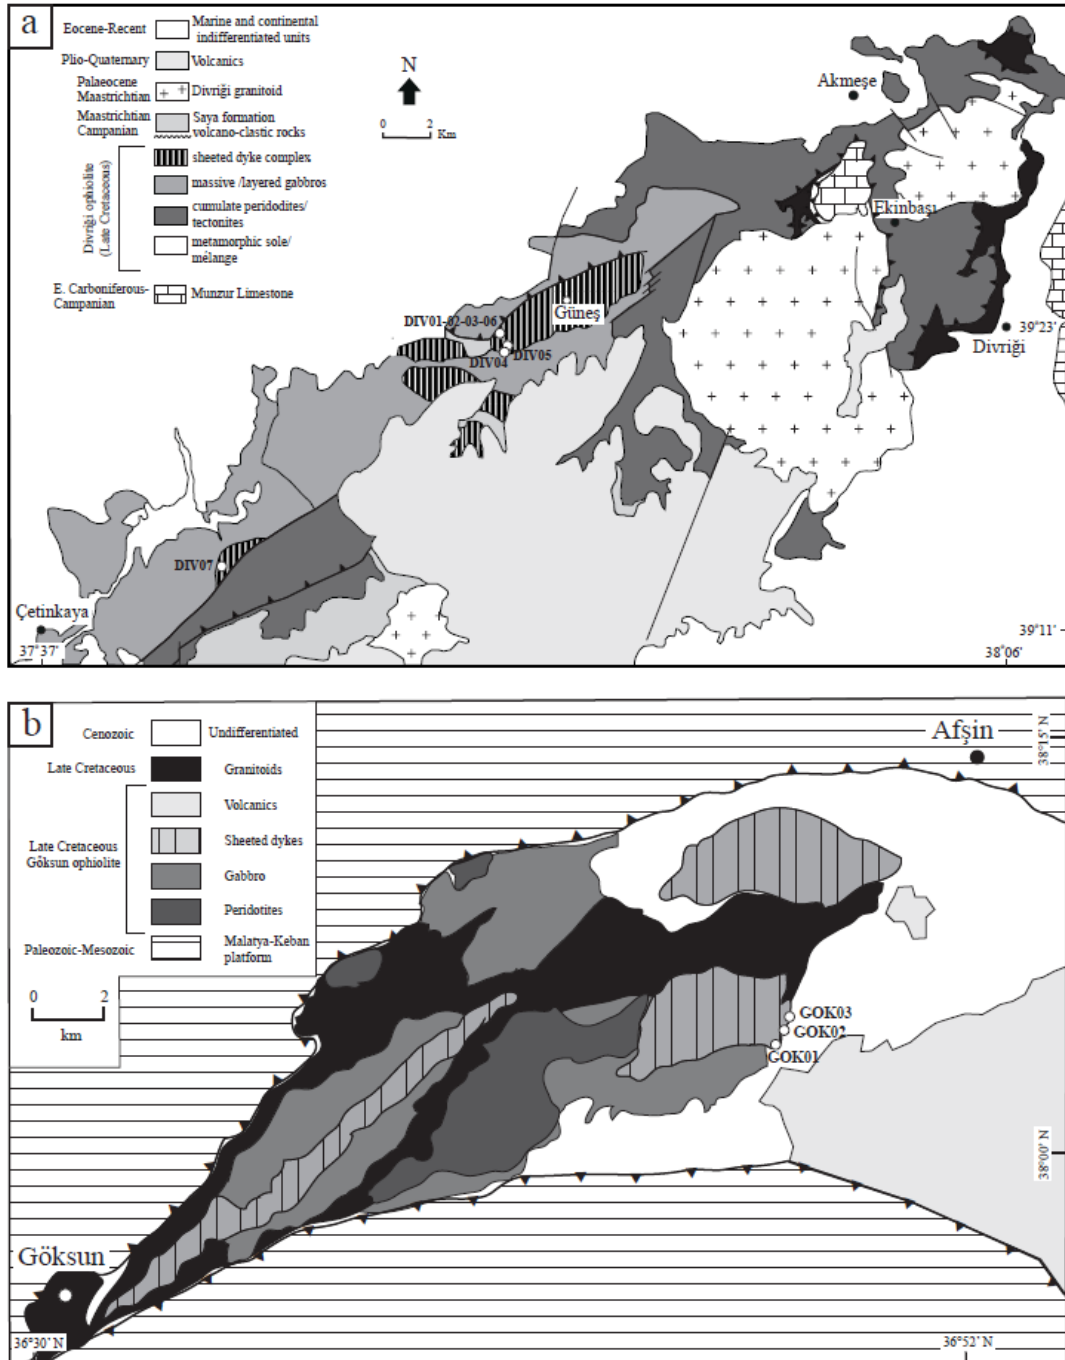 a
Eocene-Recent
Marine and continental
indifferentiated units
Plio-Quaternary
Volcanics
Palaeocene
Maastrichtian
Divriği granitoid
Maastrichtian
Campanian
Saya formation
volcano-clastic rocks
Divriği ophiolite
(Late Cretaceous)
sheeted dyke complex
massive /layered gabbros
cumulate peridodites/
tectonites
metamorphic sole/
mélange
E. Carboniferous-
Campanian
Munzur Limestone
N
0 2
Km
Akmeşe
Ekinbaşı
Güneş
DIV01-02-03-06
DIV05
DIV04
39°23'
Divriği
DIV07
Çetinkaya
37°37'
39°11'
38°06'
b
Cenozoic
Undifferentiated
Late Cretaceous
Granitoids
Volcanics
Late Cretaceous
Göksun ophiolite
Sheeted dykes
Gabbro
Peridotites
Paleozoic-Mesozoic
Malatya-Keban
platform
0 2
km
Afşin
38°15' N
GOK03
GOK02
GOK01
38°00' N
Göksun
36°30' N
36°52' N